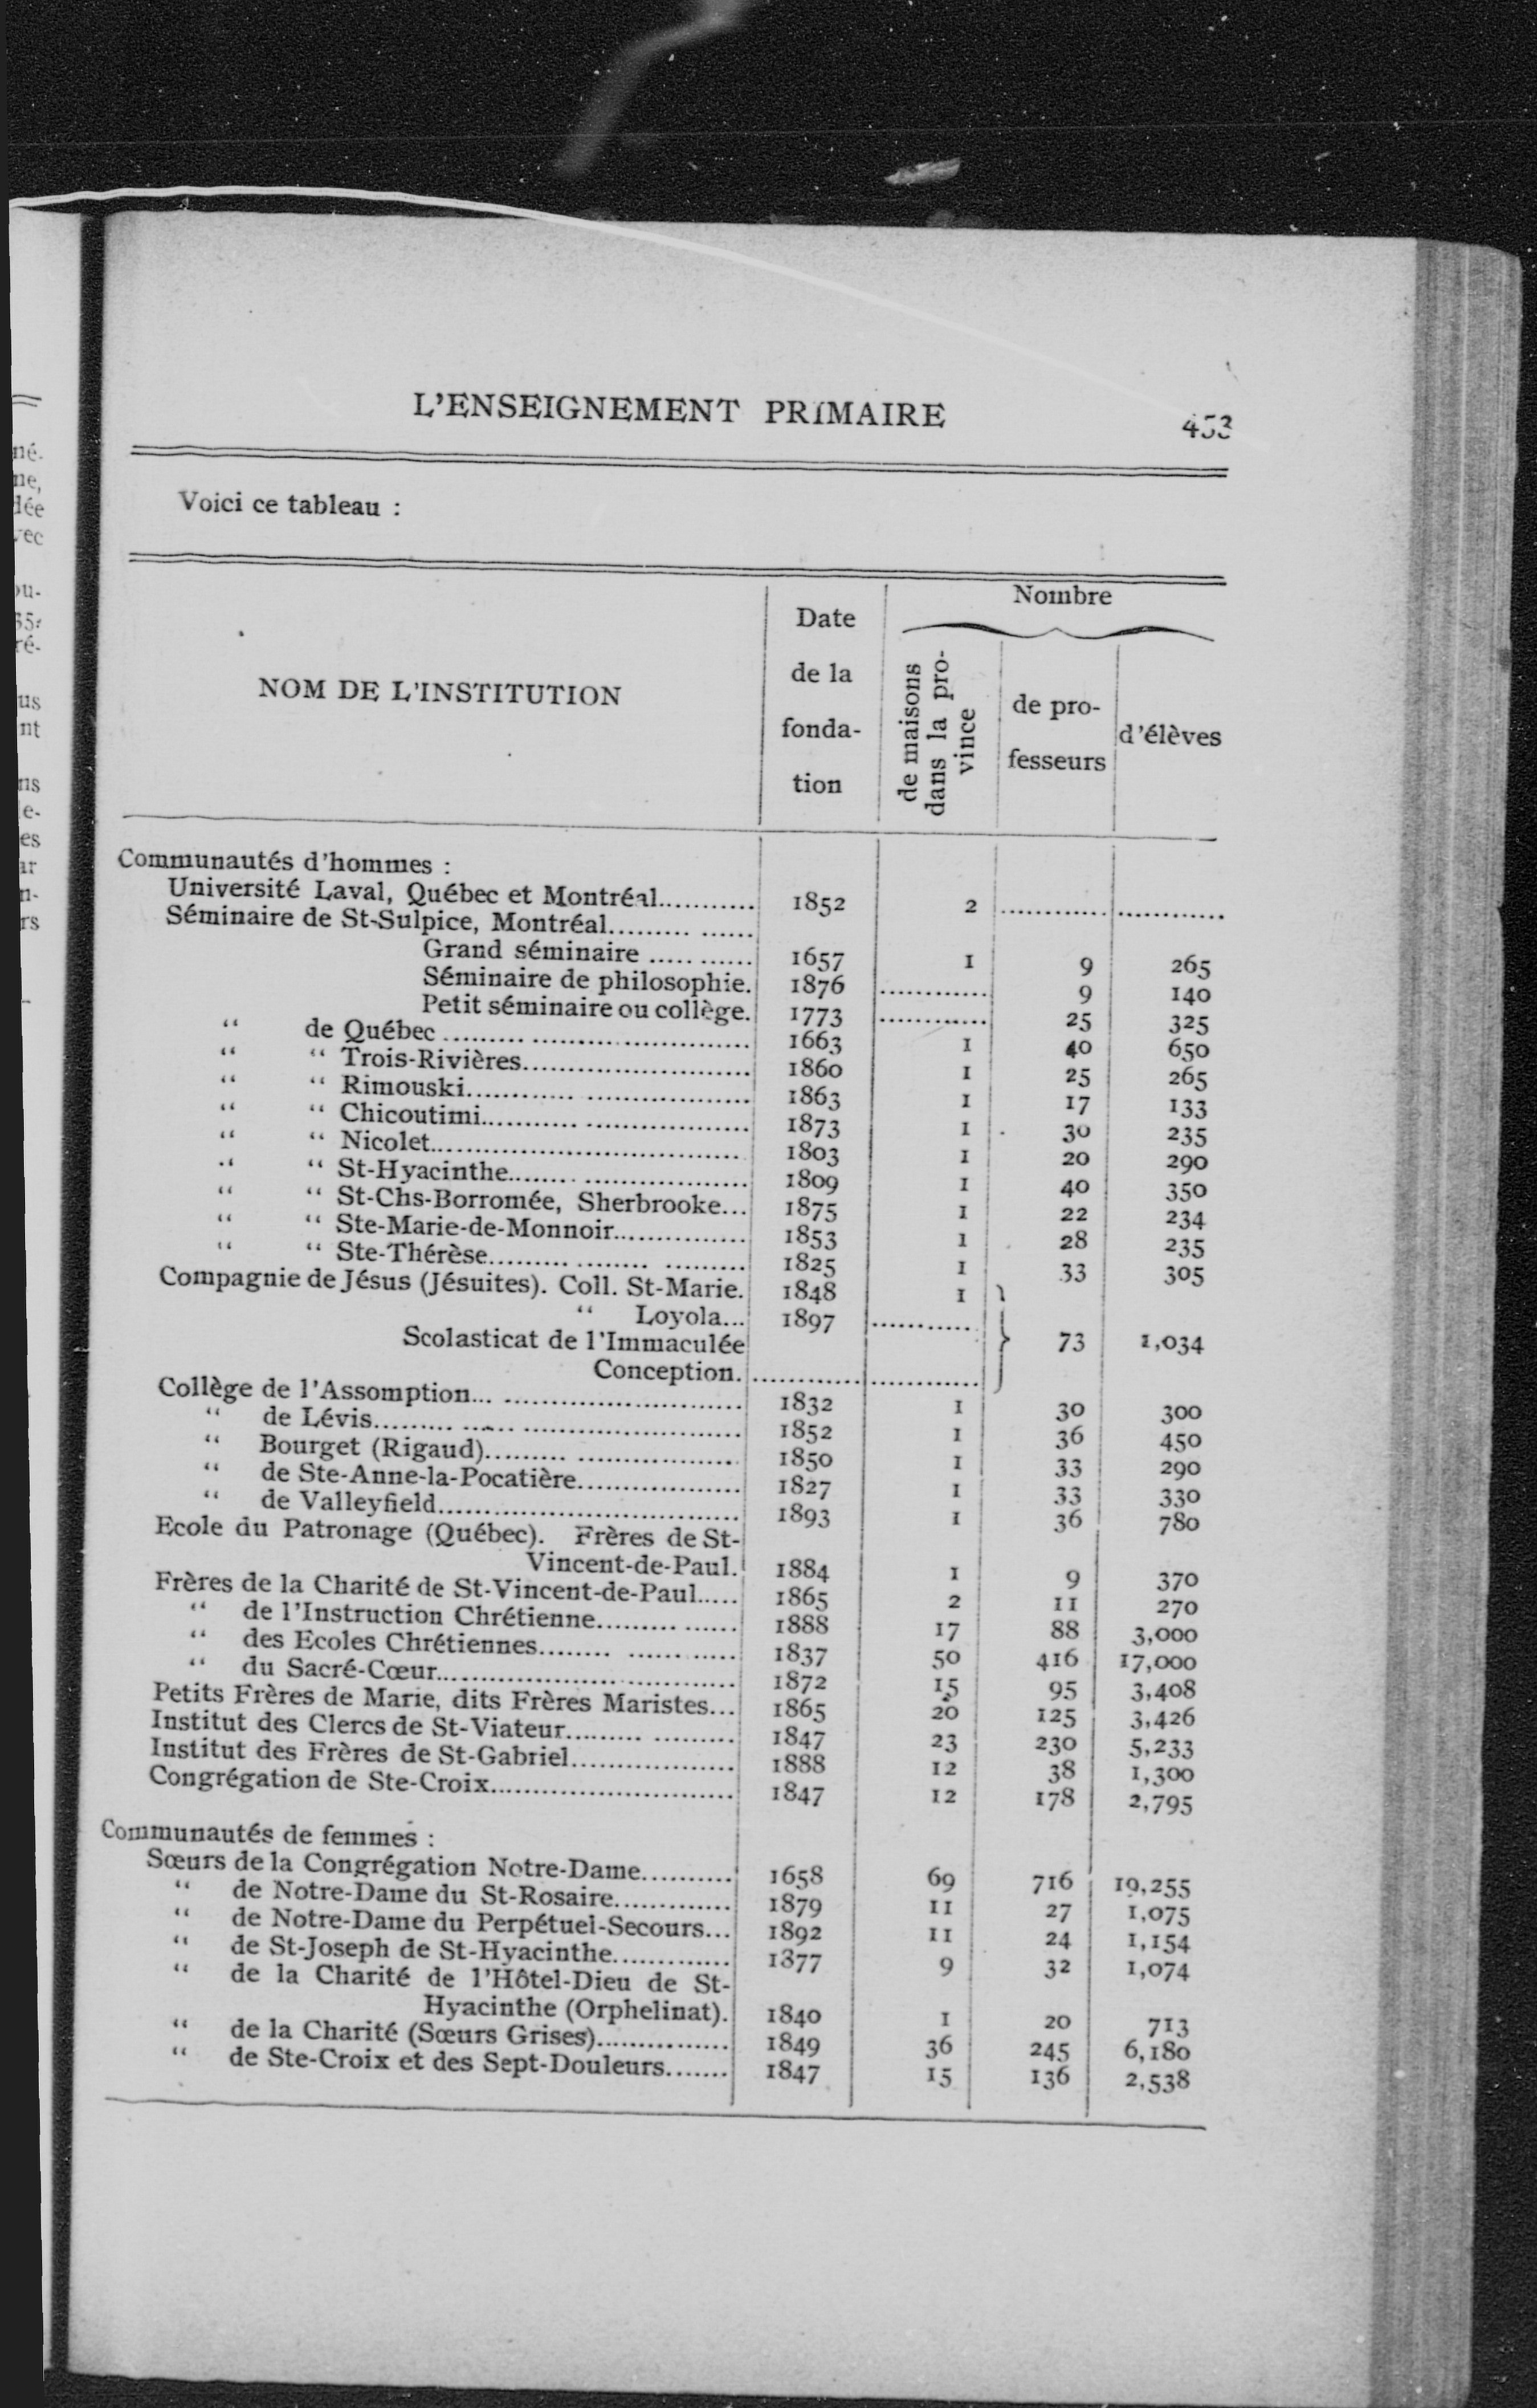 L'ENSEIGNEMENT PRIMAIRE 453
Voici ce tableau :
NOM DE L'INSTITUTION
Date
de la
fonda-
tion
Nombre
de maisons
dans la pro-
vince
de pro-
fesseurs
d'élèves
Communautés d'hommes :
Université Laval, Québec et Montréal........... 1852 2 ............ ............
Séminaire de St-Sulpice, Montréal......... ......
Grand séminaire ..... ...... 1657 1 9 265
Séminaire de philosophie. 1876 ............ 9 140
Petit séminaire ou collège. 1773 ............ 25 325
“ de Québec ......... ......................... 1663 1 40 650
“ “ Trois-Rivières......................... 1860 1 25 265
“ “ Rimouski............ .................. 1863 1 17 133
“ “ Chicoutimi........... .................. 1873 1 30 235
“ “ Nicolet.................................. 1803 1 20 290
“ “ St-Hyacinthe........ .................. 1809 1 40 350
“ “ St-Chs-Borromée, Sherbrooke... 1875 1 22 234
“ “ Ste-Marie-de-Monnoir............... 1853 1 28 235
“ “ Ste-Thérèse......... ........ ......... 1825 1 33 305
Compagnie de Jésus (Jésuites). Coll. St-Marie. 1848 1
“ Loyola... 1897 ...........
Scolasticat de l'Immaculée 73 1,034
Conception. ............ ............
Collège de l'Assomption... .......................... 1832 1 30 300
“ de Lévis......... ...... ........................ 1852 1 36 450
“ Bourget (Rigaud)......... .................. 1850 1 33 290
“ de Ste-Anne-la-Pocatière.................. 1827 1 33 330
“ de Valleyfield................................. 1893 1 36 780
Ecole du Patronage (Québec). Frères de St-
Vincent-de-Paul. 1884 1 9 370
Frères de la Charité de St-Vincent-de-Paul..... 1865 2 11 270
“ de l'Instruction Chrétienne......... ...... 1888 17 88 3,000
“ des Ecoles Chrétiennes........ ...... ..... 1837 50 416 17,000
“ du Sacré-Cœur................................ 1872 15 95 3,408
Petits Frères de Marie, dits Frères Maristes... 1865 20 125 3,426
Institut des Clercs de St-Viateur......... ......... 1847 23 230 5,233
Institut des Frères de St-Gabriel.................. 1888 12 38 1,300
Congrégation de Ste-Croix........................... 1847 12 178 2,795
Communautés de femmes :
Sœurs de la Congrégation Notre-Dame........... 1658 69 716 19,255
“ de Notre-Dame du St-Rosaire............. 1879 11 27 1,075
“ de Notre-Dame du Perpétuel-Secours... 1892 11 24 1,154
“ de St-Joseph de St-Hyacinthe............. 1877 9 32 1,074
“ de la Charité de l'Hôtel-Dieu de St-
Hyacinthe (Orphelinat). 1840 1 20 713
“ de la Charité (Sœurs Grises)............... 1849 36 245 6,180
“ de Ste-Croix et des Sept-Douleurs....... 1847 15 136 2,538